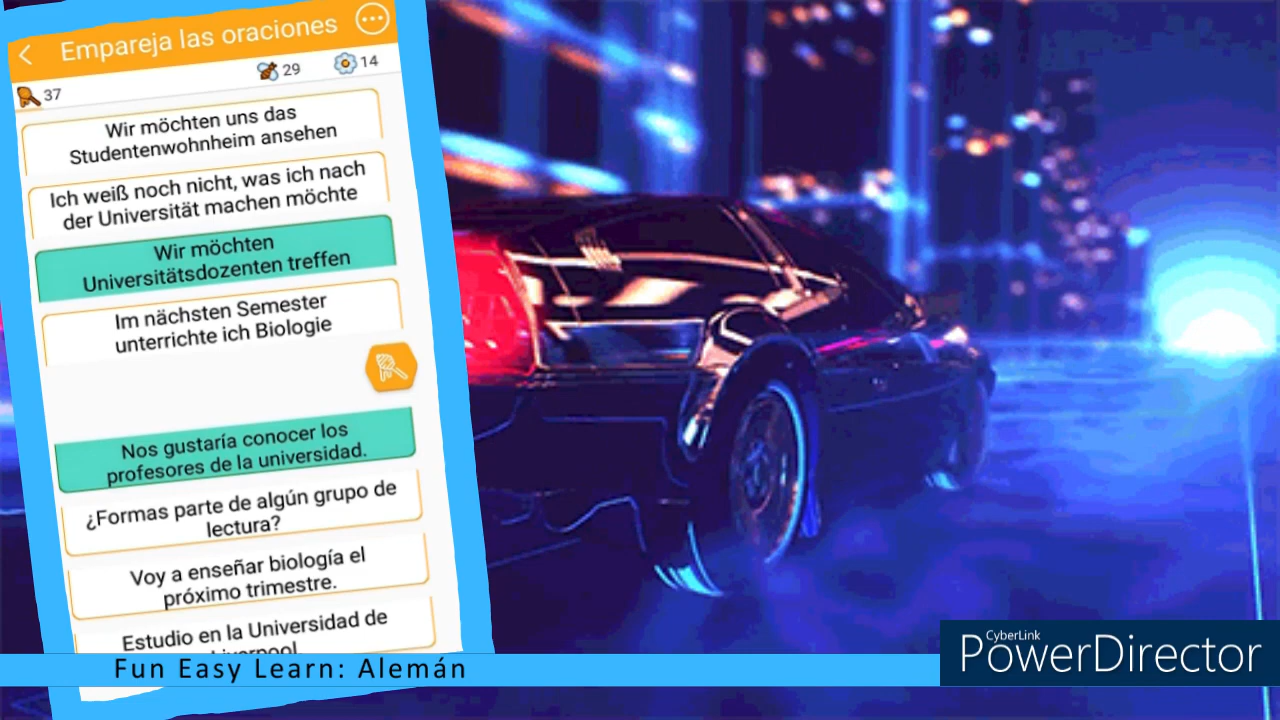 Empareja las oraciones
37
29
14
Wir möchten uns das
Studentenwohnheim ansehen
Ich weiß noch nicht, was ich nach
der Universität machen möchte
Wir möchten
Universitätsdozenten treffen
Im nächsten Semester
unterrichte ich Biologie
Nos gustaría conocer los
profesores de la universidad.
¿Formas parte de algún grupo de
lectura?
Voy a enseñar biología el
próximo trimestre.
Estudio en la Universidad de
Fun Easy Learn: Alemán
CyberLink
PowerDirector